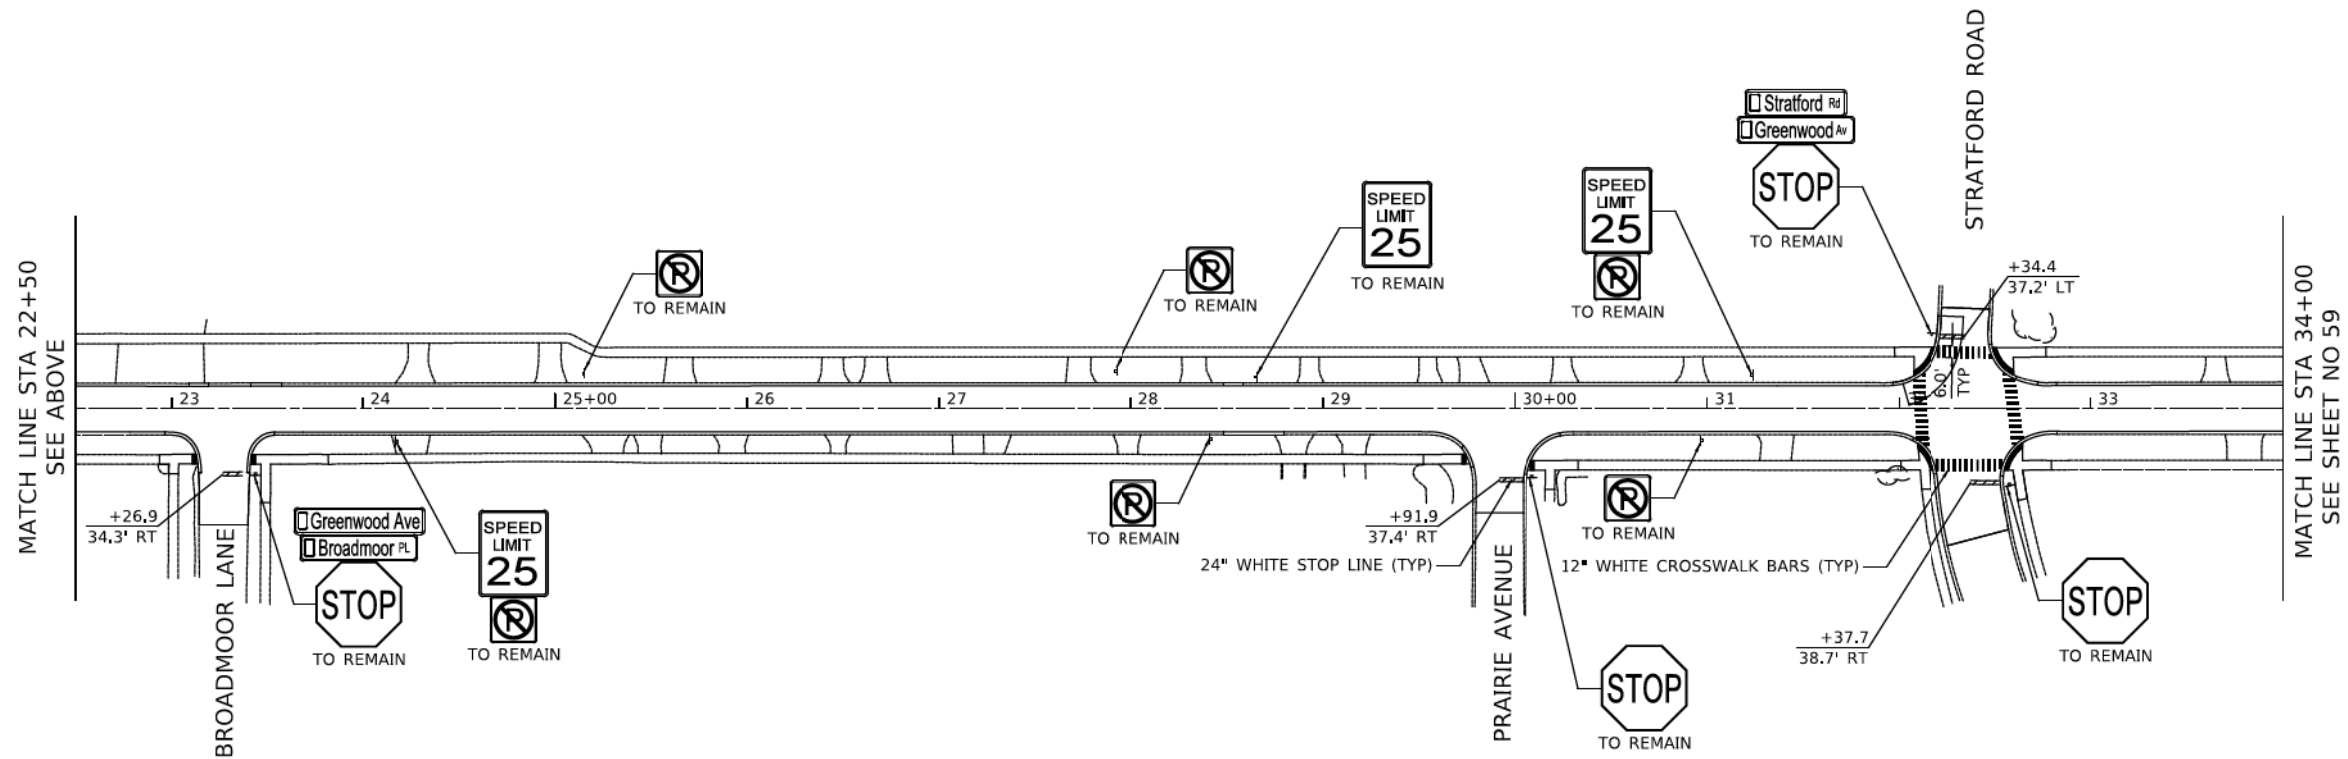 STRATFORD ROAD
Stratford Rd
Greenwood Av
STOP
TO REMAIN
SPEED
LIMIT
25
P
TO REMAIN
SPEED
LIMIT
25
TO REMAIN
P
TO REMAIN
P
TO REMAIN
+34.4
37.2' LT
MATCH LINE STA 22+50
SEE ABOVE
MATCH LINE STA 34+00
SEE SHEET NO 59
6.0'
TYP
23
24
25+00
26
27
28
29
30+00
31
33
+26.9
34.3' RT
BROADMOOR LANE
Greenwood Ave
Broadmoor PL
STOP
TO REMAIN
SPEED
LIMIT
25
P
TO REMAIN
P
TO REMAIN
+91.9
37.4' RT
24" WHITE STOP LINE (TYP)
PRAIRIE AVENUE
P
TO REMAIN
12" WHITE CROSSWALK BARS (TYP)
STOP
TO REMAIN
+37.7
38.7' RT
STOP
TO REMAIN